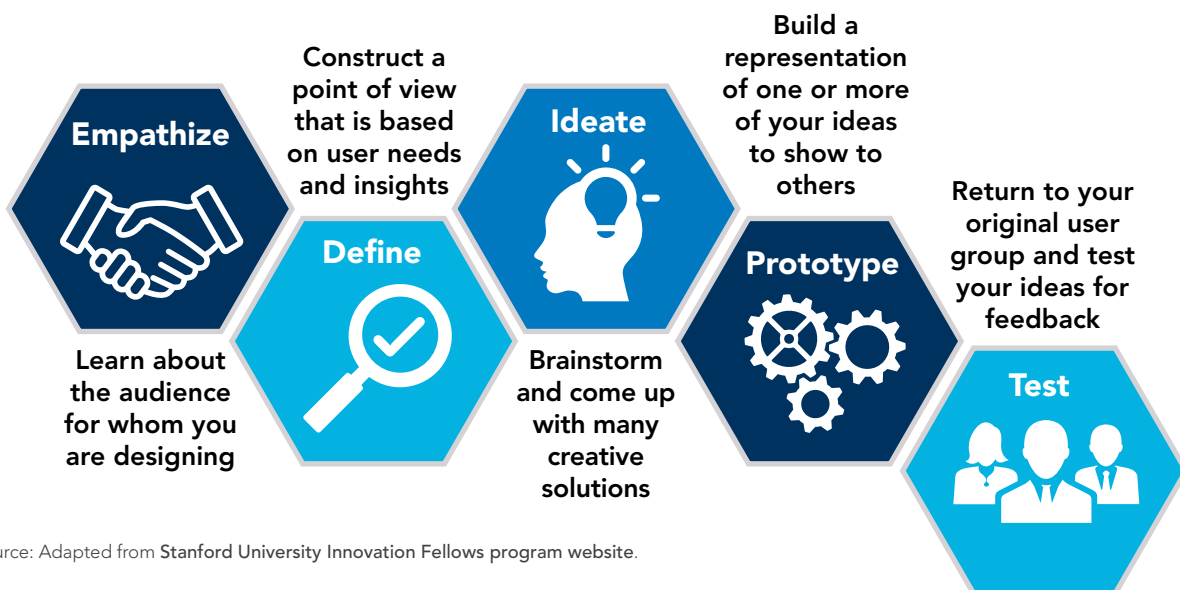 Empathize
Learn about
the audience
for whom you
are designing
Construct a
point of view
that is based
on user needs
and insights
Define
Ideate
Brainstorm
and come up
with many
creative
solutions
Build a
representation
of one or more
of your ideas
to show to
others
Prototype
Return to your
original user
group and test
your ideas for
feedback
Test
urce: Adapted from Stanford University Innovation Fellows program website.